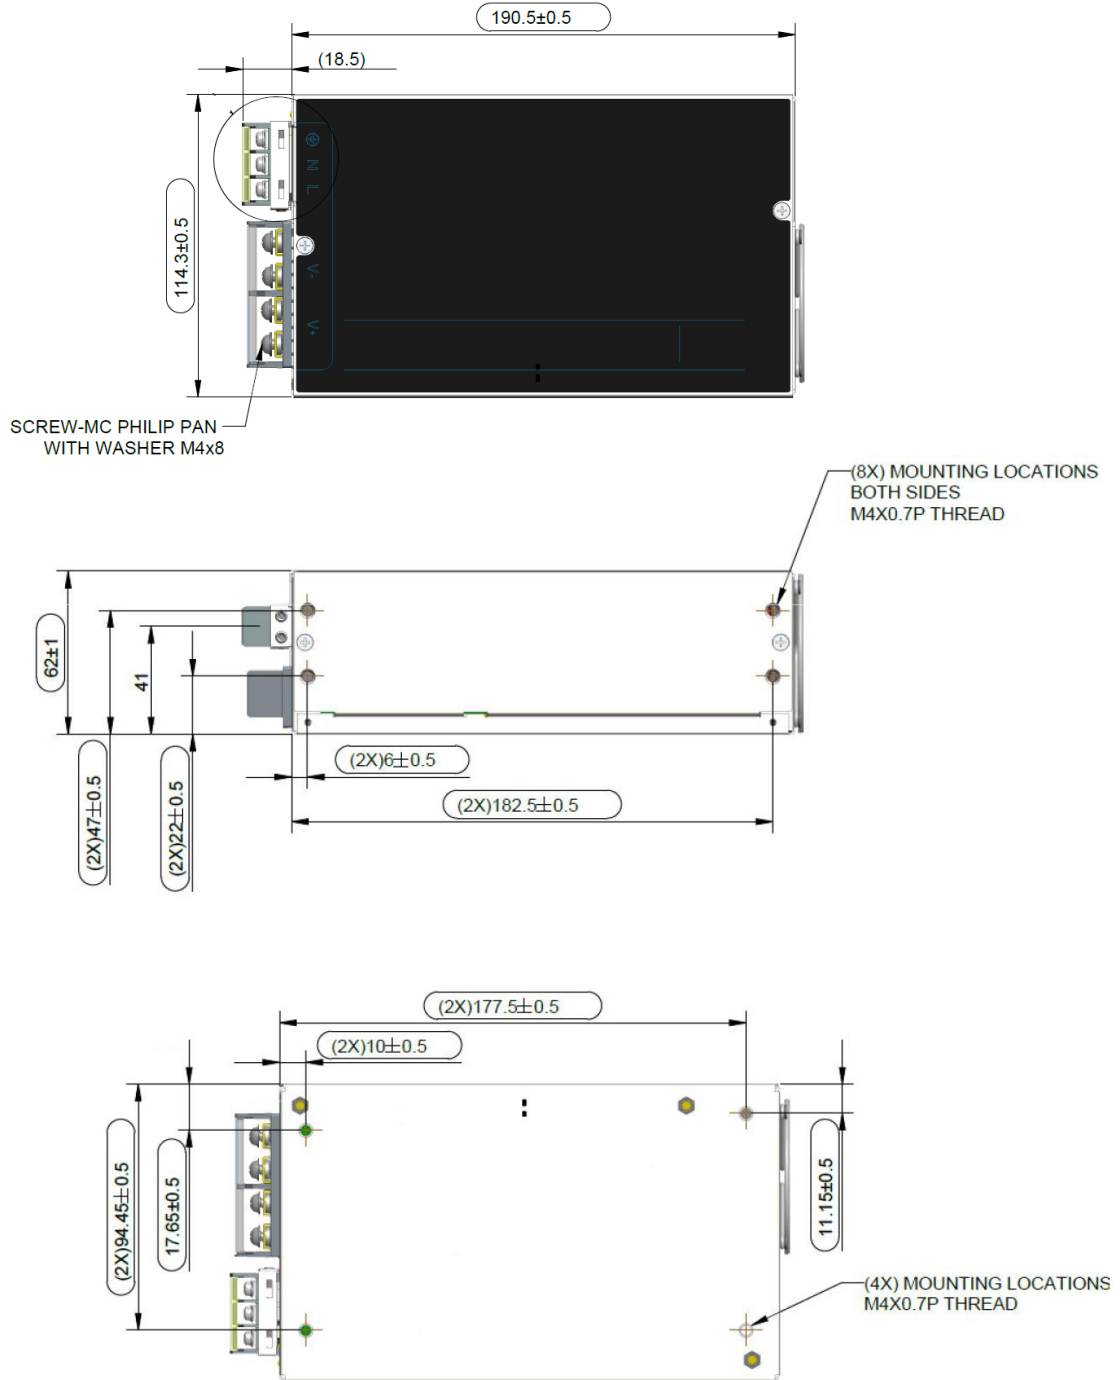 190.5±0.5
(18.5)
114.3±0.5
N
L
V-
V+
SCREW-MC PHILIP PAN
WITH WASHER M4x8
(8X) MOUNTING LOCATIONS
BOTH SIDES
M4X0.7P THREAD
62±1
41
(2X)47±0.5
(2X)22±0.5
(2X)6±0.5
(2X)182.5±0.5
(2X)177.5±0.5
(2X)10±0.5
(2X)94.45±0.5
17.65±0.5
11.15±0.5
(4X) MOUNTING LOCATIONS
M4X0.7P THREAD